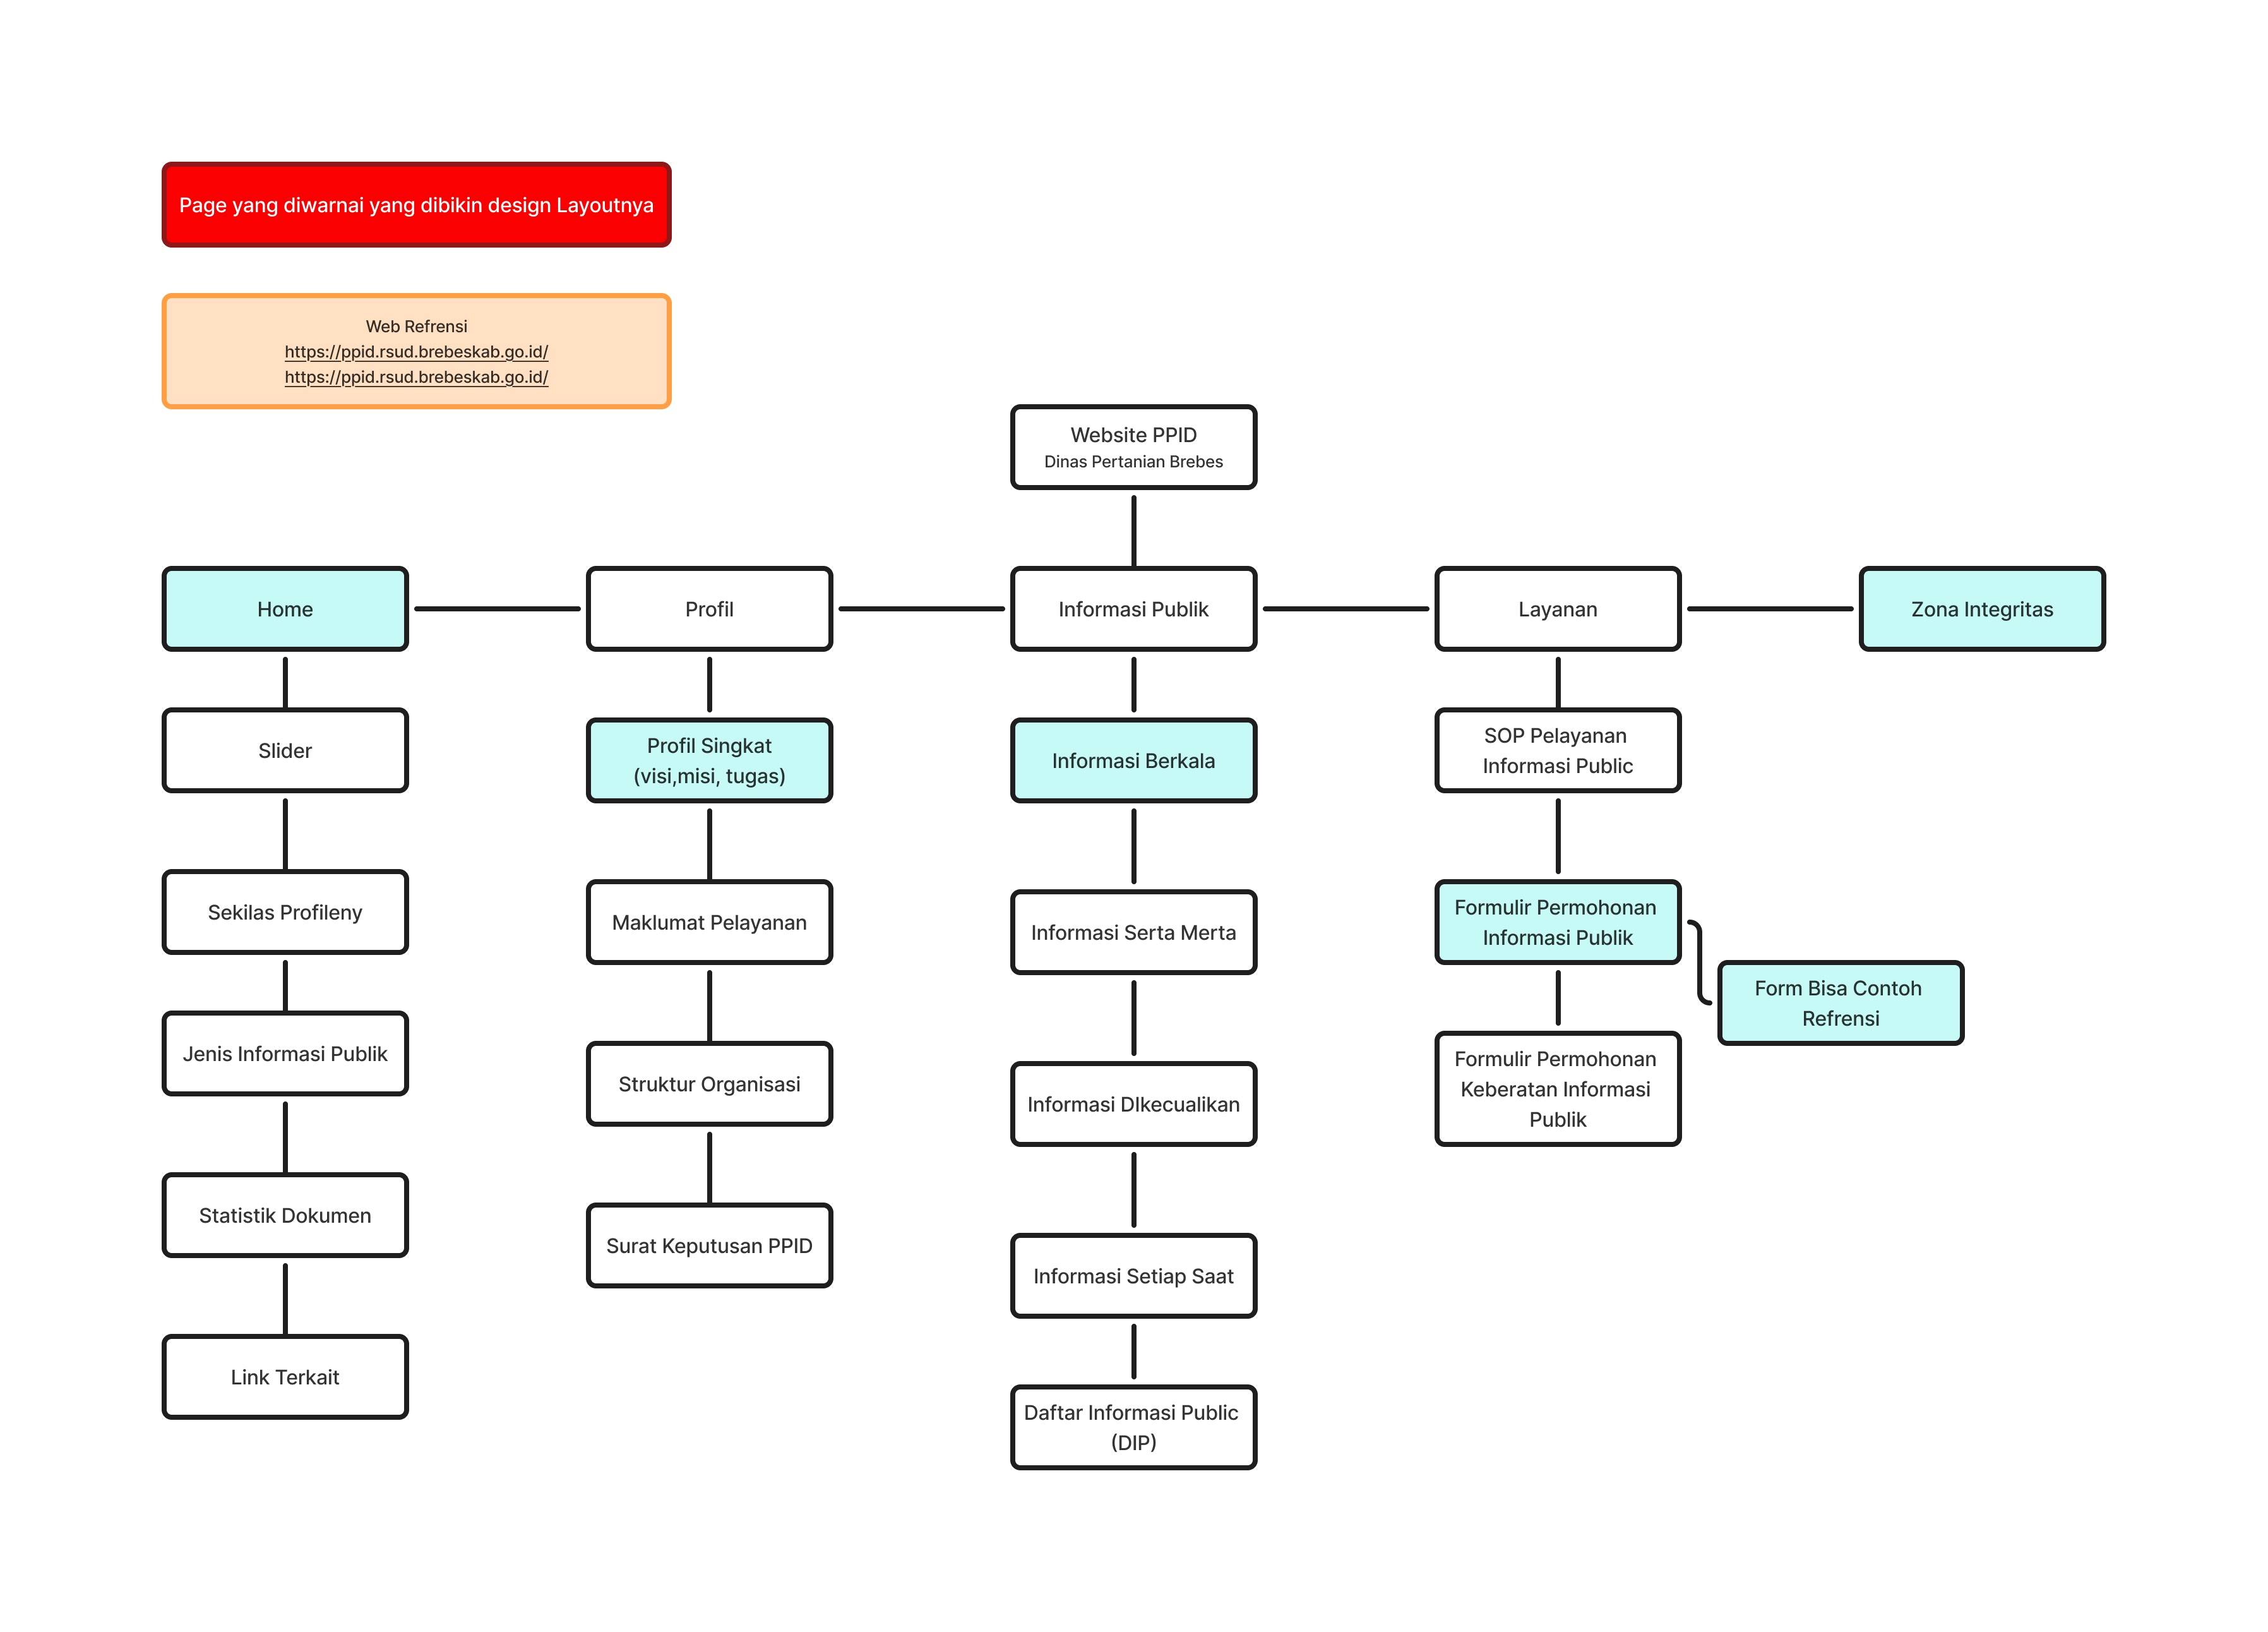 Page yang diwarnai yang dibikin design Layoutnya
Web Refrensi
https://ppid.rsud.brebeskab.go.id/
https://ppid.rsud.brebeskab.go.id/
Website PPID
Dinas Pertanian Brebes
Home
Profil
Informasi Publik
Layanan
Zona Integritas
Slider
Sekilas Profileny
Jenis Informasi Publik
Statistik Dokumen
Link Terkait
Profil Singkat
(visi,misi, tugas)
Maklumat Pelayanan
Struktur Organisasi
Surat Keputusan PPID
Informasi Berkala
Informasi Serta Merta
Informasi DIkecualikan
Informasi Setiap Saat
Daftar Informasi Public
(DIP)
SOP Pelayanan
Informasi Public
Formulir Permohonan
Informasi Publik
Form Bisa Contoh
Refrensi
Formulir Permohonan
Keberatan Informasi
Publik